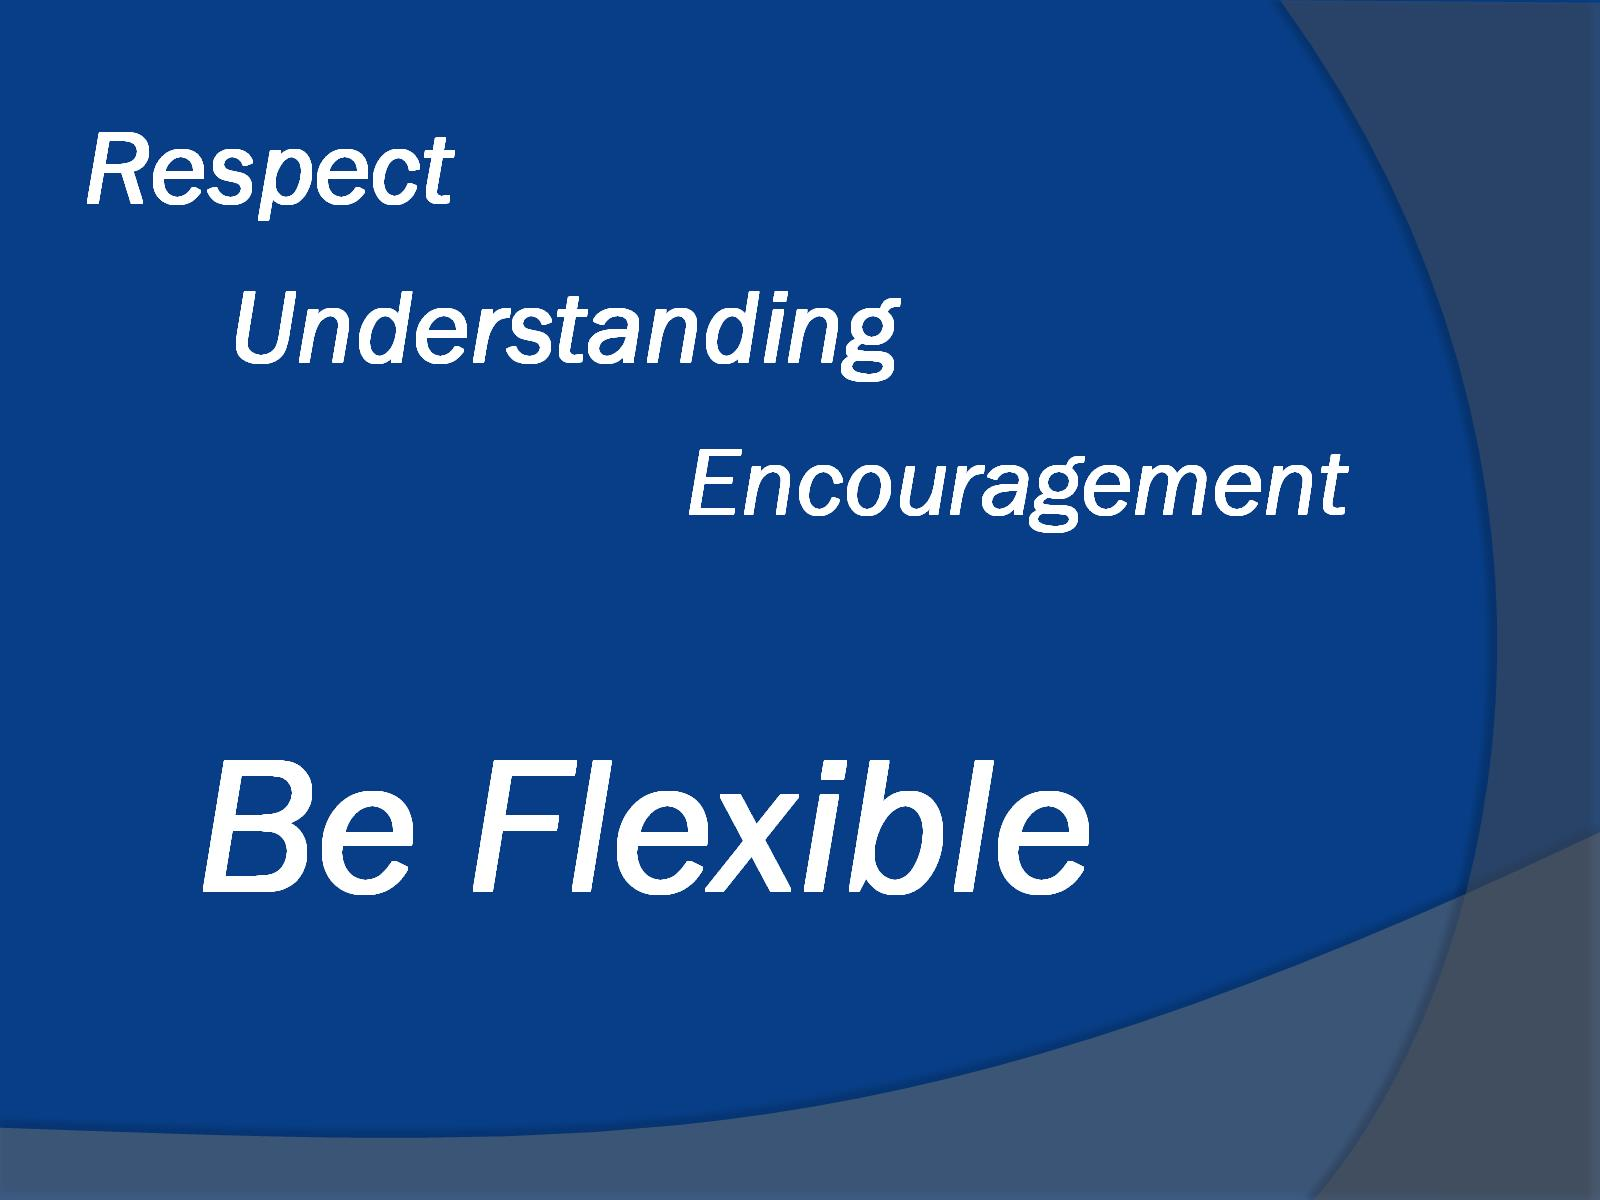 Respect
Understanding
Encouragement
Be Flexible